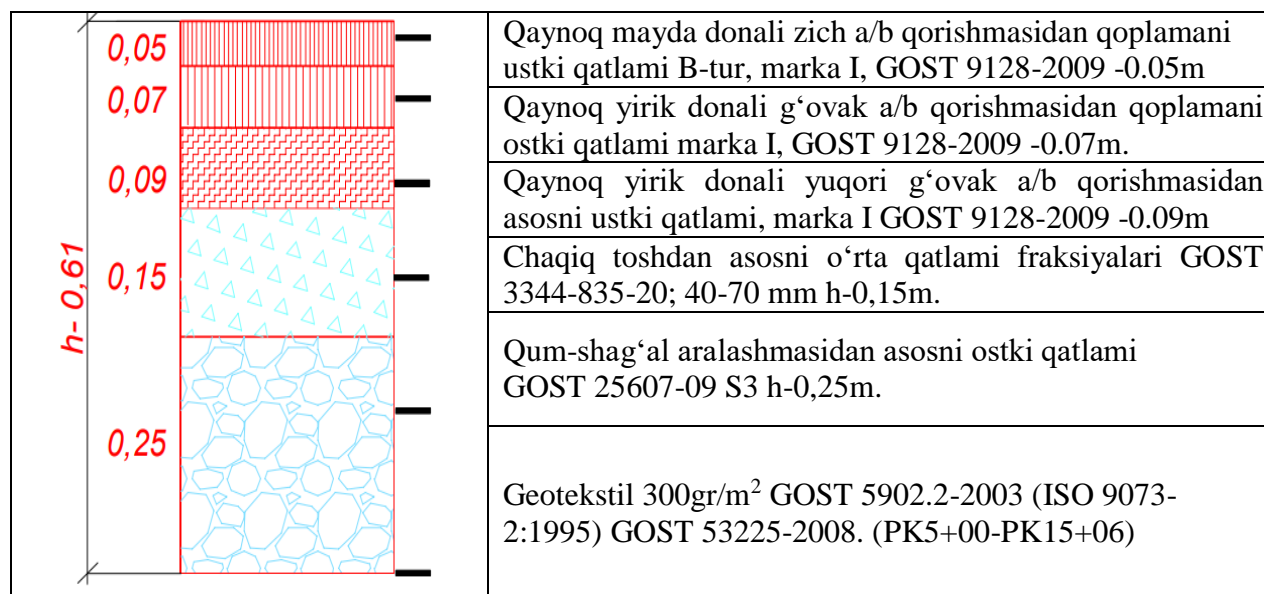 h- 0,61
0,05
0,07
0,09
0,15
0,25
Qaynoq mayda donali zich a/b qorishmasidan qoplamani
ustki qatlami B-tur, marka I, GOST 9128-2009 -0.05m
Qaynoq yirik donali g‘ovak a/b qorishmasidan qoplamani
ostki qatlami marka I, GOST 9128-2009 -0.07m.
Qaynoq yirik donali yuqori g‘ovak a/b qorishmasidan
asosni ustki qatlami, marka I GOST 9128-2009 -0.09m
Chaqiq toshdan asosni o‘rta qatlami fraksiyalari GOST
3344-835-20; 40-70 mm h-0,15m.
Qum-shag‘al aralashmasidan asosni ostki qatlami
GOST 25607-09 S3 h-0,25m.
Geotekstil 300gr/m² GOST 5902.2-2003 (ISO 9073-
2:1995) GOST 53225-2008. (PK5+00-PK15+06)